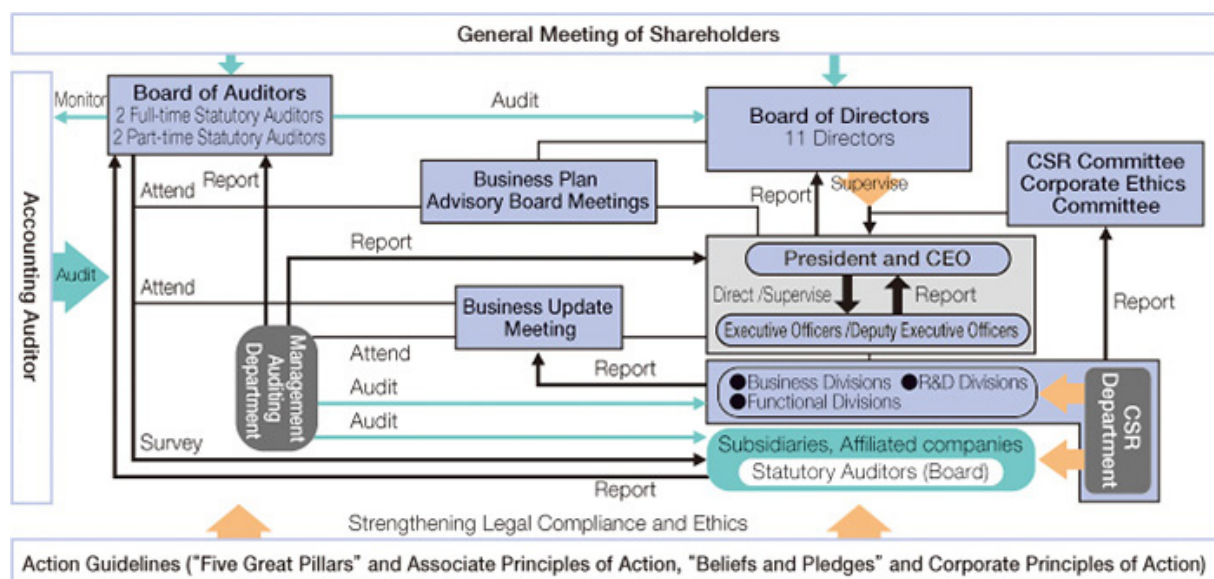 General Meeting of Shareholders
Accounting Auditor
Monitor
Board of Auditors
2 Full-time Statutory Auditors
2 Part-time Statutory Auditors
Audit
Board of Directors
11 Directors
CSR Committee
Corporate Ethics
Committee
Attend
Report
Business Plan
Advisory Board Meetings
Report
Supervise
Audit
Report
President and CEO
Direct /Supervise
Report
Executive Officers /Deputy Executive Officers
Report
Attend
Business Update
Meeting
Management
Auditing
Department
Attend
Report
Audit
Audit
●Business Divisions ●R&D Divisions
●Functional Divisions
CSR
Department
Survey
Subsidiaries, Affiliated companies
Statutory Auditors (Board)
Report
Strengthening Legal Compliance and Ethics
Action Guidelines ("Five Great Pillars" and Associate Principles of Action, "Beliefs and Pledges" and Corporate Principles of Action)